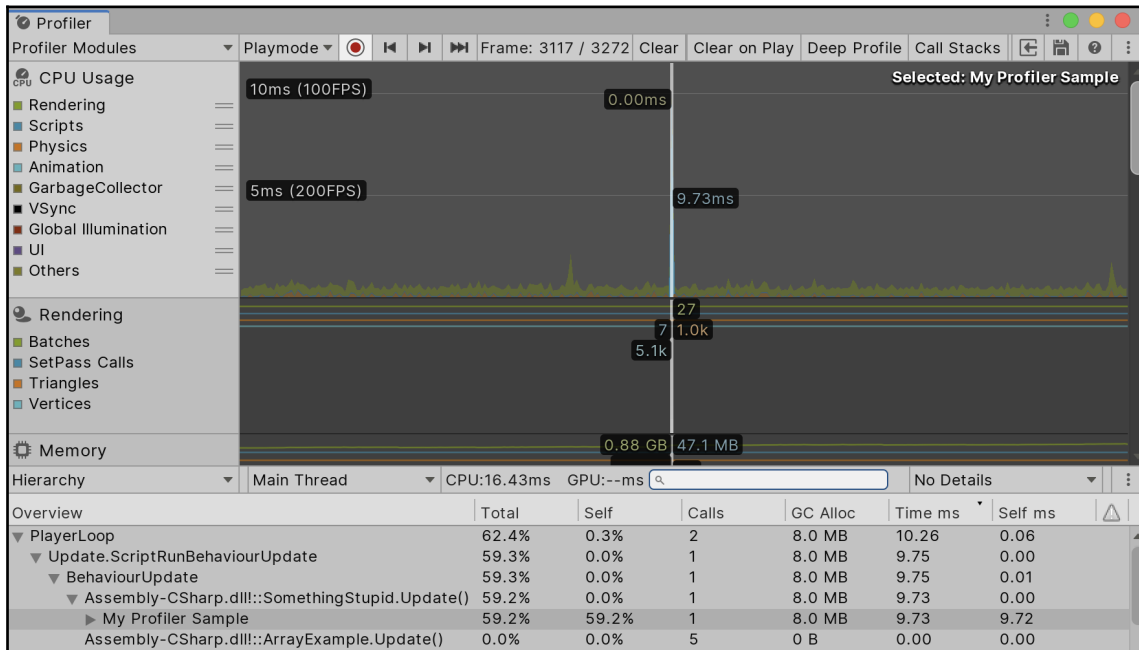 Profiler
Profiler Modules Playmode Frame: 3117 / 3272 Clear Clear on Play Deep Profile Call Stacks
CPU CPU Usage
Rendering
Scripts
Physics
Animation
GarbageCollector
VSync
Global Illumination
UI
Others
Selected: My Profiler Sample
10ms (100FPS)
0.00ms
5ms (200FPS)
9.73ms
Rendering
Batches
SetPass Calls
Triangles
Vertices
27
7 1.0k
5.1k
Memory
0.88 GB 47.1 MB
Hierarchy Main Thread CPU:16.43ms GPU:--ms No Details
Overview Total Self Calls GC Alloc Time ms Self ms
PlayerLoop 62.4% 0.3% 2 8.0 MB 10.26 0.06
Update.ScriptRunBehaviourUpdate 59.3% 0.0% 1 8.0 MB 9.75 0.00
BehaviourUpdate 59.3% 0.0% 1 8.0 MB 9.75 0.01
Assembly-CSharp.dll!::SomethingStupid.Update() 59.2% 0.0% 1 8.0 MB 9.73 0.00
My Profiler Sample 59.2% 59.2% 1 8.0 MB 9.73 9.72
Assembly-CSharp.dll!::ArrayExample.Update() 0.0% 0.0% 5 0 B 0.00 0.00